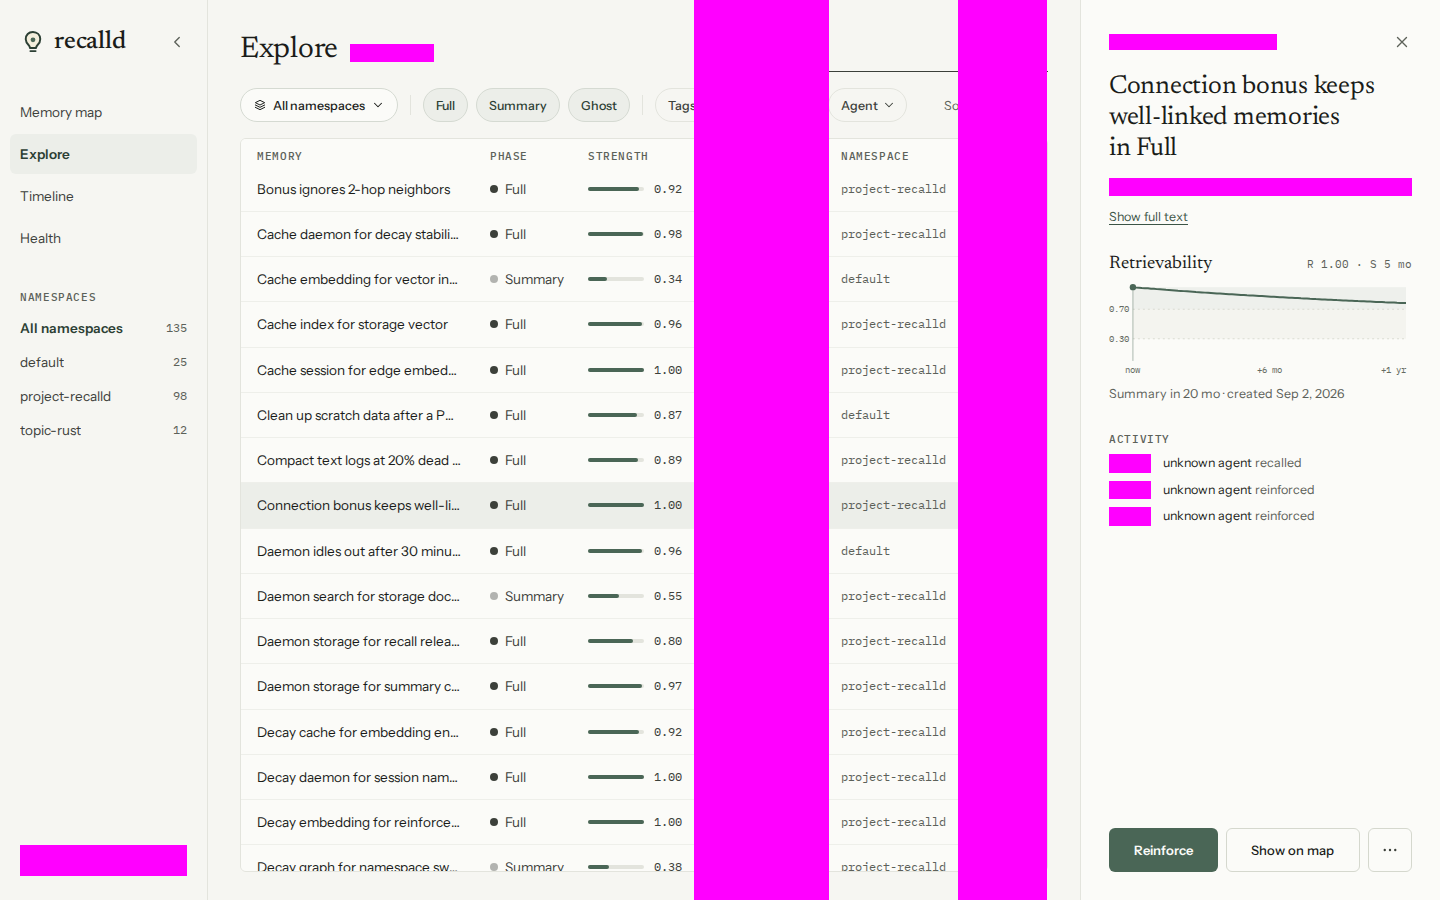 recalld
Memory map
Explore
Timeline
Health
NAMESPACES
All namespaces 135
default 25
project-recalld 98
topic-rust 12
Explore
All namespaces Full Summary Ghost Tags Agent
MEMORY PHASE STRENGTH NAMESPACE
Bonus ignores 2-hop neighbors Full 0.92 project-recalld
Cache daemon for decay stabili... Full 0.98 project-recalld
Cache embedding for vector in... Summary 0.34 default
Cache index for storage vector Full 0.96 project-recalld
Cache session for edge embed... Full 1.00 project-recalld
Clean up scratch data after a P... Full 0.87 default
Compact text logs at 20% dead ... Full 0.89 project-recalld
Connection bonus keeps well-li... Full 1.00 project-recalld
Daemon idles out after 30 minu... Full 0.96 default
Daemon search for storage doc... Summary 0.55 project-recalld
Daemon storage for recall relea... Full 0.80 project-recalld
Daemon storage for summary c... Full 0.97 project-recalld
Decay cache for embedding en... Full 0.92 project-recalld
Decay daemon for session nam... Full 1.00 project-recalld
Decay embedding for reinforce... Full 1.00 project-recalld
Decay graph for namespace sw... Summary 0.38 project-recalld
Connection bonus keeps
well-linked memories
in Full
Show full text
Retrievability R 1.00 · S 5 mo
0.70
0.30
now +6 mo +1 yr
Summary in 20 mo · created Sep 2, 2026
ACTIVITY
unknown agent recalled
unknown agent reinforced
unknown agent reinforced
Reinforce Show on map ...